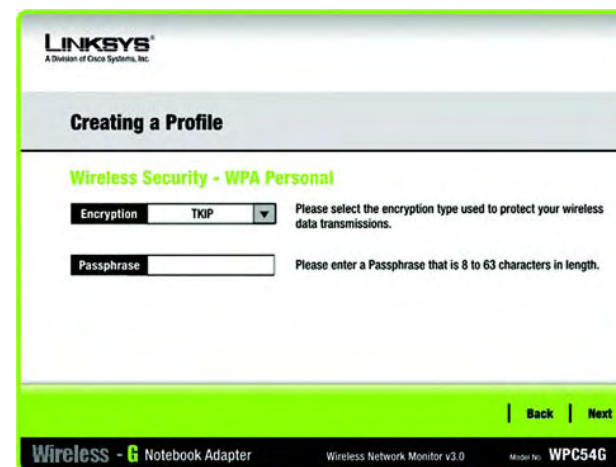 LINKSYS®
A Division of Cisco Systems, Inc.
Creating a Profile
Wireless Security - WPA Personal
Encryption TKIP Please select the encryption type used to protect your wireless
data transmissions.
Passphrase Please enter a Passphrase that is 8 to 63 characters in length.
Back Next
Wireless - G Notebook Adapter Wireless Network Monitor v3.0 Model No. WPC54G